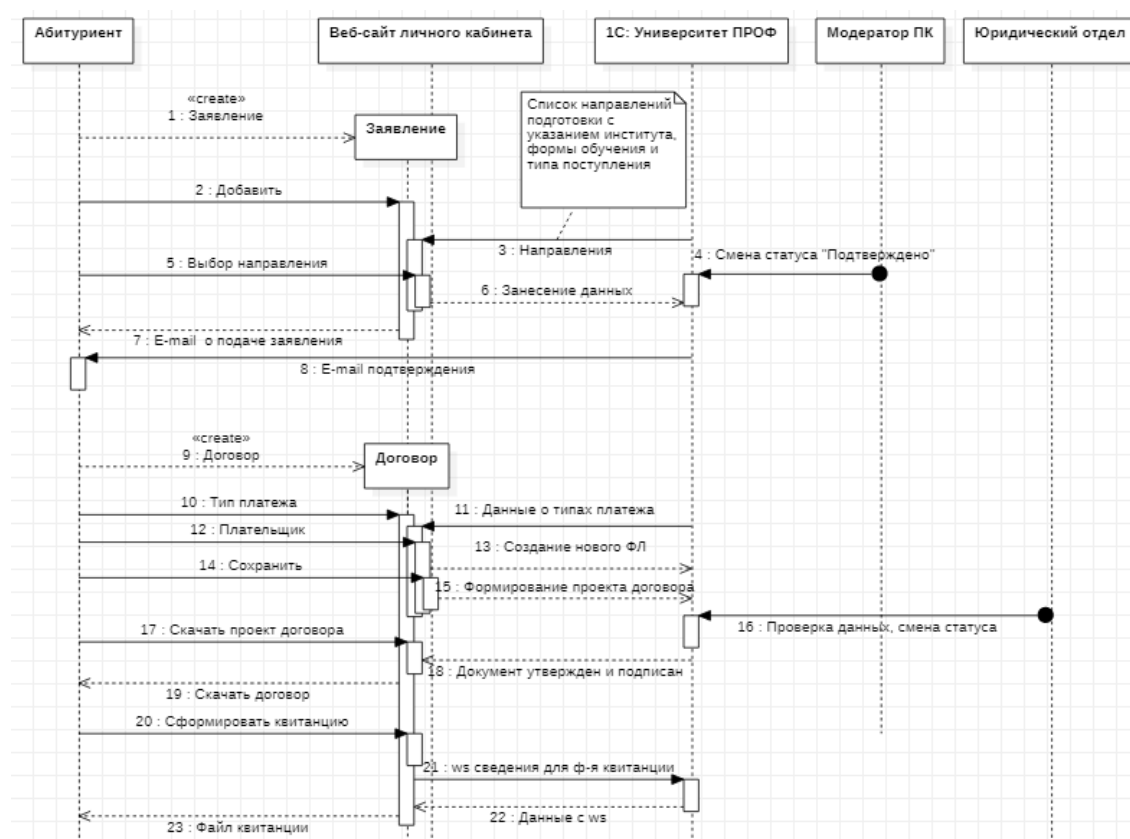 Абитуриент
Веб-сайт личного кабинета
1С: Университет ПРОФ
Модератор ПК
Юридический отдел
«create»
1 : Заявление
Заявление
Список направлений
подготовки с
указанием института,
формы обучения и
типа поступления
2 : Добавить
3 : Направления
4 : Смена статуса "Подтверждено"
5 : Выбор направления
6 : Занесение данных
7 : E-mail о подаче заявления
8 : E-mail подтверждения
«create»
9 : Договор
Договор
10 : Тип платежа
11 : Данные о типах платежа
12 : Плательщик
13 : Создание нового ФЛ
14 : Сохранить
15 : Формирование проекта договора
16 : Проверка данных, смена статуса
17 : Скачать проект договора
18 : Документ утвержден и подписан
19 : Скачать договор
20 : Сформировать квитанцию
21 : ws сведения для ф-я квитанции
22 : Данные с ws
23 : Файл квитанции